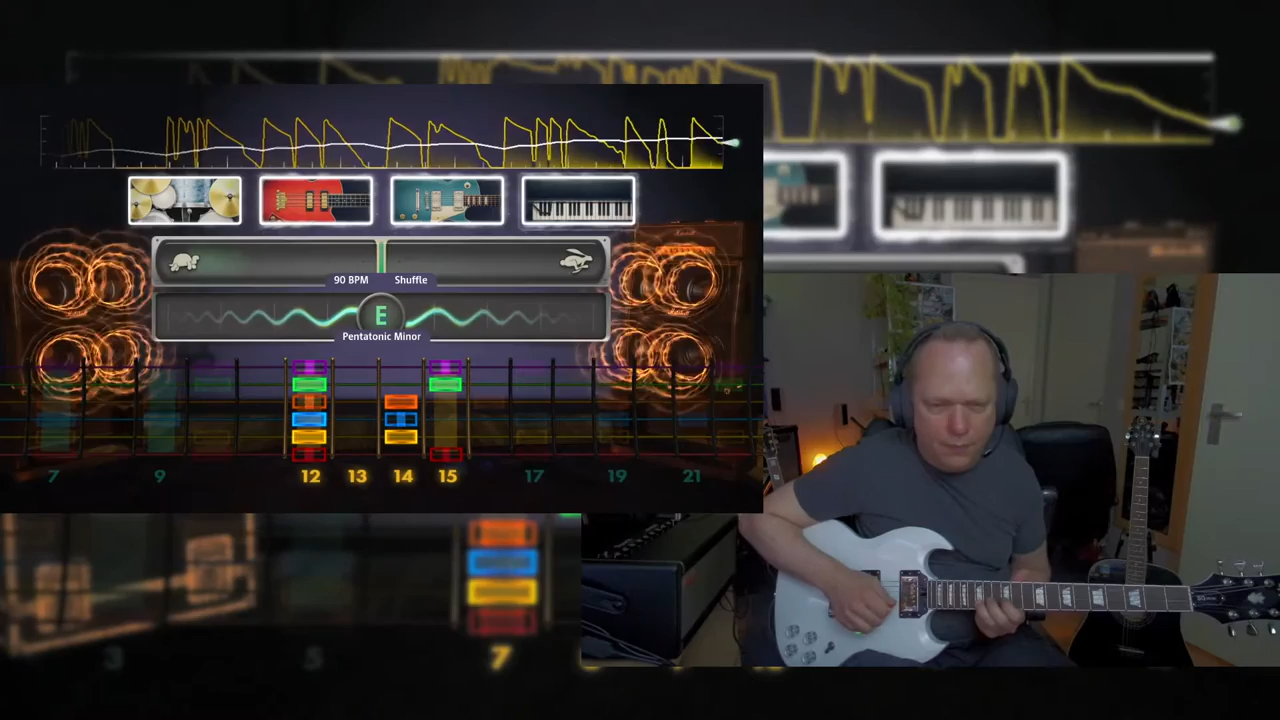 90 BPM Shuffle
E
Pentatonic Minor
7 9 12 13 14 15 17 19 21
3 5 7